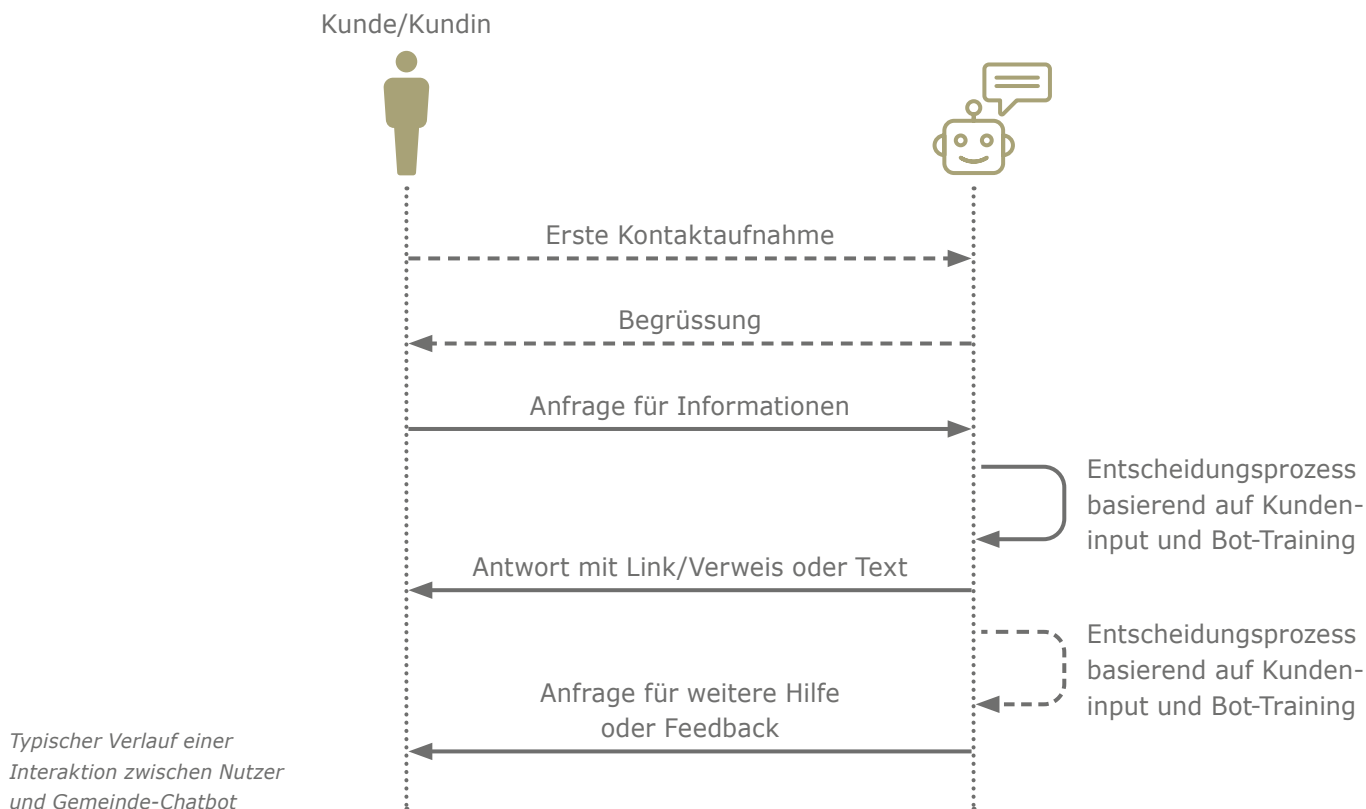 Kunde/Kundin
Erste Kontaktaufnahme
Begrüssung
Anfrage für Informationen
Entscheidungsprozess
basierend auf Kunden-
input und Bot-Training
Antwort mit Link/Verweis oder Text
Entscheidungsprozess
basierend auf Kunden-
input und Bot-Training
Anfrage für weitere Hilfe
oder Feedback
Typischer Verlauf einer
Interaktion zwischen Nutzer
und Gemeinde-Chatbot